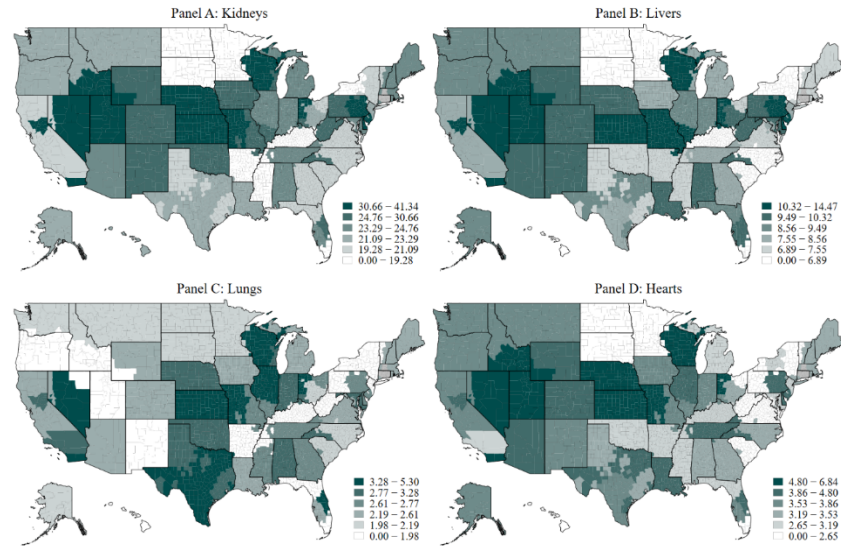 Panel A: Kidneys
30.66 – 41.34
24.76 – 30.66
23.29 – 24.76
21.09 – 23.29
19.28 – 21.09
0.00 – 19.28
Panel B: Livers
10.32 – 14.47
9.49 – 10.32
8.56 – 9.49
7.55 – 8.56
6.89 – 7.55
0.00 – 6.89
Panel C: Lungs
3.28 – 5.30
2.77 – 3.28
2.61 – 2.77
2.19 – 2.61
1.98 – 2.19
0.00 – 1.98
Panel D: Hearts
4.80 – 6.84
3.86 – 4.80
3.53 – 3.86
3.19 – 3.53
2.65 – 3.19
0.00 – 2.65